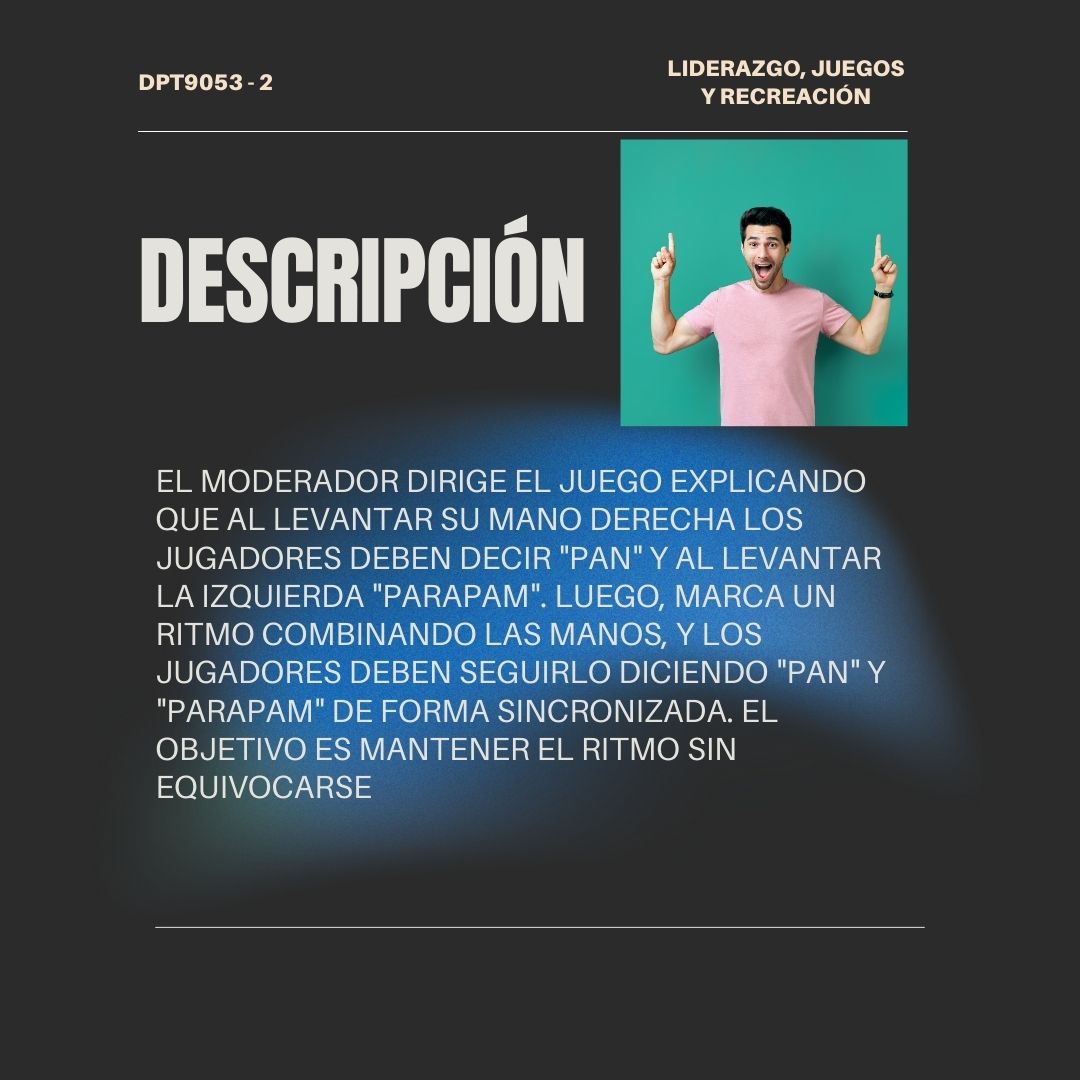 DPT9053 - 2
LIDERAZGO, JUEGOS
Y RECREACIÓN
DESCRIPCIÓN
EL MODERADOR DIRIGE EL JUEGO EXPLICANDO
QUE AL LEVANTAR SU MANO DERECHA LOS
JUGADORES DEBEN DECIR "PAN" Y AL LEVANTAR
LA IZQUIERDA "PARAPAM". LUEGO, MARCA UN
RITMO COMBINANDO LAS MANOS, Y LOS
JUGADORES DEBEN SEGUIRLO DICIENDO "PAN" Y
"PARAPAM" DE FORMA SINCRONIZADA. EL
OBJETIVO ES MANTENER EL RITMO SIN
EQUIVOCARSE